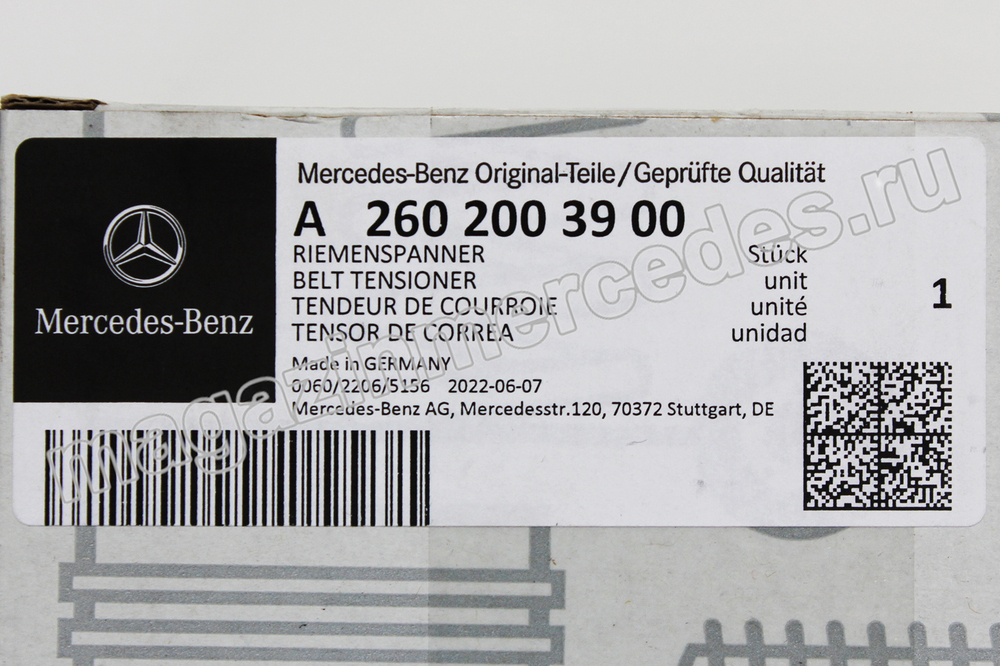 Mercedes-Benz
Mercedes-Benz Original-Teile/Geprüfte Qualität
A 260 200 39 00
RIEMENSPANNER Stück
BELT TENSIONER unit
TENDEUR DE COURROIE unité 1
TENSOR DE CORREA unidad
Made in GERMANY
0060/2206/5156 2022-06-07
Mercedes-Benz AG, Mercedesstr.120, 70372 Stuttgart, DE
magazinmercedes.ru